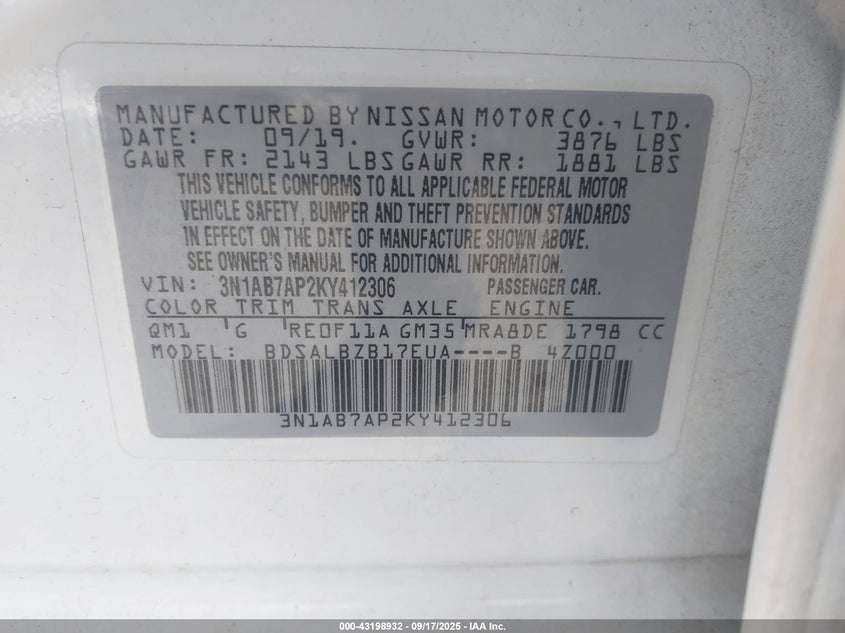 MANUFACTURED BY NISSAN MOTOR CO., LTD.
DATE: 09/19. GVWR: 3876 LBS
GAWR FR: 2143 LBS GAWR RR: 1881 LBS
THIS VEHICLE CONFORMS TO ALL APPLICABLE FEDERAL MOTOR
VEHICLE SAFETY, BUMPER AND THEFT PREVENTION STANDARDS
IN EFFECT ON THE DATE OF MANUFACTURE SHOWN ABOVE.
SEE OWNER'S MANUAL FOR ADDITIONAL INFORMATION.
VIN: 3N1AB7AP2KY412306 PASSENGER CAR.
COLOR TRIM TRANS AXLE ENGINE
QM1 G RE0F11A GM35 MRA8DE 1798 CC
MODEL: BDSALBZB17EUA----B 4Z000
3N1AB7AP2KY412306
000-43198932 - 09/17/2025 - IAA Inc.